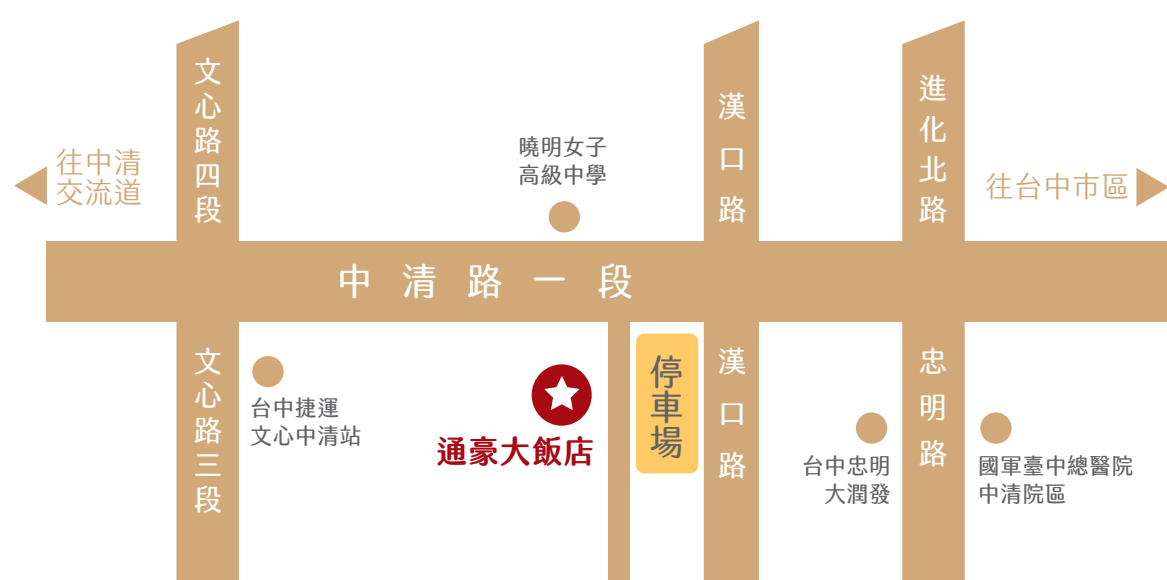 文心路四段
漢口路
進化北路
曉明女子
高級中學
往中清
交流道
往台中市區
中清路一段
文心路三段
台中捷運
文心中清站
通豪大飯店
停車場
漢口路
台中忠明
大潤發
忠明路
國軍臺中總醫院
中清院區